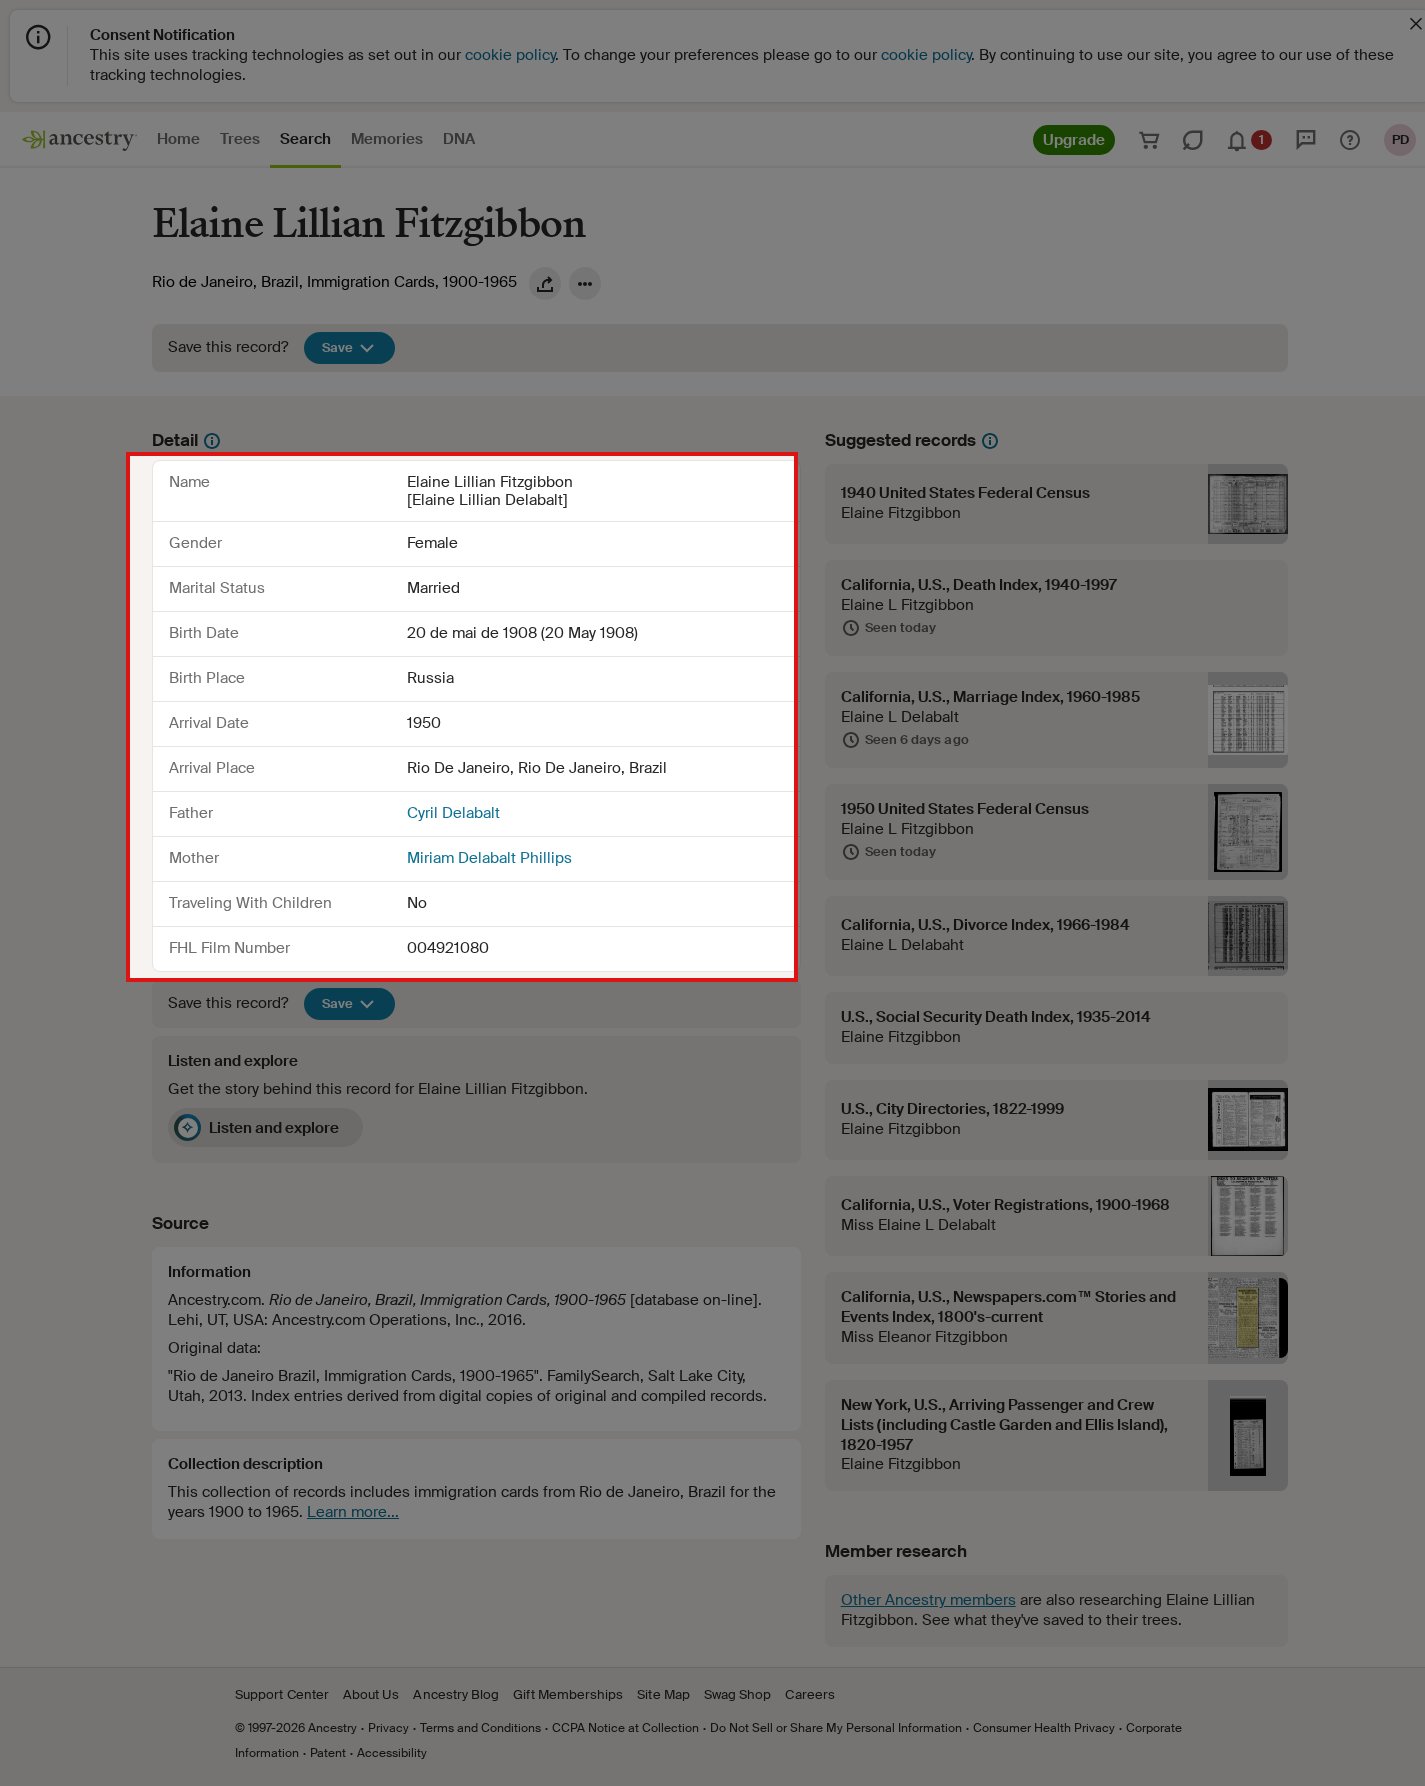 Consent Notification
This site uses tracking technologies as set out in our cookie policy. To change your preferences please go to our cookie policy. By continuing to use our site, you agree to our use of these
tracking technologies.
ancestry
Home
Trees
Search
Memories
DNA
Upgrade
1
PD
Elaine Lillian Fitzgibbon
Rio de Janeiro, Brazil, Immigration Cards, 1900-1965
Save this record?
Save
Detail
Name
Elaine Lillian Fitzgibbon
[Elaine Lillian Delabalt]
Gender
Female
Marital Status
Married
Birth Date
20 de mai de 1908 (20 May 1908)
Birth Place
Russia
Arrival Date
1950
Arrival Place
Rio De Janeiro, Rio De Janeiro, Brazil
Father
Cyril Delabalt
Mother
Miriam Delabalt Phillips
Traveling With Children
No
FHL Film Number
004921080
Save this record?
Save
Listen and explore
Get the story behind this record for Elaine Lillian Fitzgibbon.
Listen and explore
Source
Information
Ancestry.com. Rio de Janeiro, Brazil, Immigration Cards, 1900-1965 [database on-line].
Lehi, UT, USA: Ancestry.com Operations, Inc., 2016.
Original data:
"Rio de Janeiro Brazil, Immigration Cards, 1900-1965". FamilySearch, Salt Lake City,
Utah, 2013. Index entries derived from digital copies of original and compiled records.
Collection description
This collection of records includes immigration cards from Rio de Janeiro, Brazil for the
years 1900 to 1965. Learn more...
Suggested records
1940 United States Federal Census
Elaine Fitzgibbon
California, U.S., Death Index, 1940-1997
Elaine L Fitzgibbon
Seen today
California, U.S., Marriage Index, 1960-1985
Elaine L Delabalt
Seen 6 days ago
1950 United States Federal Census
Elaine L Fitzgibbon
Seen today
California, U.S., Divorce Index, 1966-1984
Elaine L Delabaht
U.S., Social Security Death Index, 1935-2014
Elaine Fitzgibbon
U.S., City Directories, 1822-1999
Elaine Fitzgibbon
California, U.S., Voter Registrations, 1900-1968
Miss Elaine L Delabalt
California, U.S., Newspapers.com™ Stories and
Events Index, 1800's-current
Miss Eleanor Fitzgibbon
New York, U.S., Arriving Passenger and Crew
Lists (including Castle Garden and Ellis Island),
1820-1957
Elaine Fitzgibbon
Member research
Other Ancestry members are also researching Elaine Lillian
Fitzgibbon. See what they've saved to their trees.
Support Center
About Us
Ancestry Blog
Gift Memberships
Site Map
Swag Shop
Careers
© 1997-2026 Ancestry • Privacy • Terms and Conditions • CCPA Notice at Collection • Do Not Sell or Share My Personal Information • Consumer Health Privacy • Corporate
Information • Patent • Accessibility